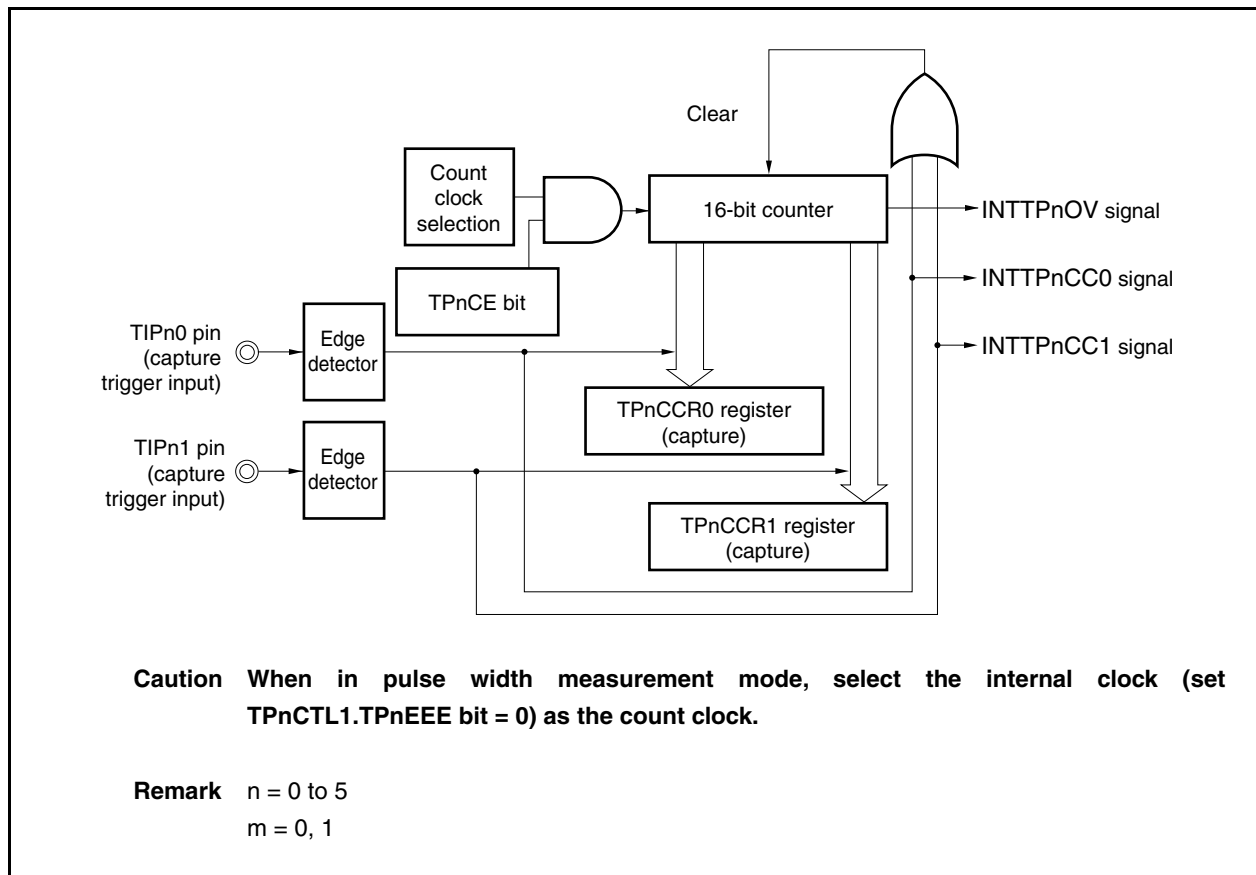 Clear
Count
clock
selection
16-bit counter
INTTPnOV signal
TPnCE bit
INTTPnCC0 signal
TIPn0 pin
(capture
trigger input)
Edge
detector
INTTPnCC1 signal
TPnCCR0 register
(capture)
TIPn1 pin
(capture
trigger input)
Edge
detector
TPnCCR1 register
(capture)
Caution When in pulse width measurement mode, select the internal clock (set
TPnCTL1.TPnEEE bit = 0) as the count clock.
Remark n = 0 to 5
m = 0, 1